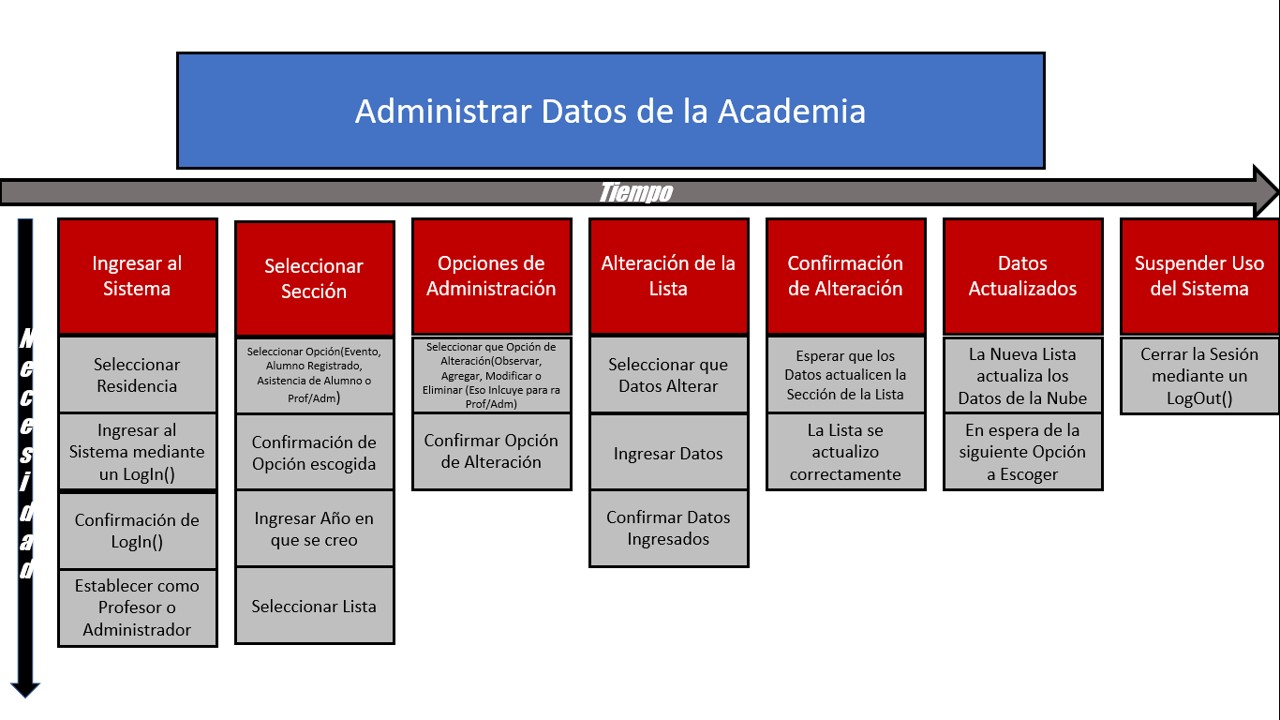 Administrar Datos de la Academia
Tiempo
Necesidad
Ingresar al
Sistema
Seleccionar
Residencia
Ingresar al
Sistema mediante
un LogIn()
Confirmación de
LogIn()
Establecer como
Profesor o
Administrador
Seleccionar
Sección
Seleccionar Opción(Evento,
Alumno Registrado,
Asistencia de Alumno o
Prof/Adm)
Confirmación de
Opción escogida
Ingresar Año en
que se creo
Seleccionar Lista
Opciones de
Administración
Seleccionar que Opción de
Alteración(Observar,
Agregar, Modificar o
Eliminar (Eso Inlcuye para ra
Prof/Adm)
Confirmar Opción
de Alteración
Alteración de la
Lista
Seleccionar que
Datos Alterar
Ingresar Datos
Confirmar Datos
Ingresados
Confirmación
de Alteración
Esperar que los
Datos actualicen la
Sección de la Lista
La Lista se
actualizo
correctamente
Datos
Actualizados
La Nueva Lista
actualiza los
Datos de la Nube
En espera de la
siguiente Opción
a Escoger
Suspender Uso
del Sistema
Cerrar la Sesión
mediante un
LogOut()